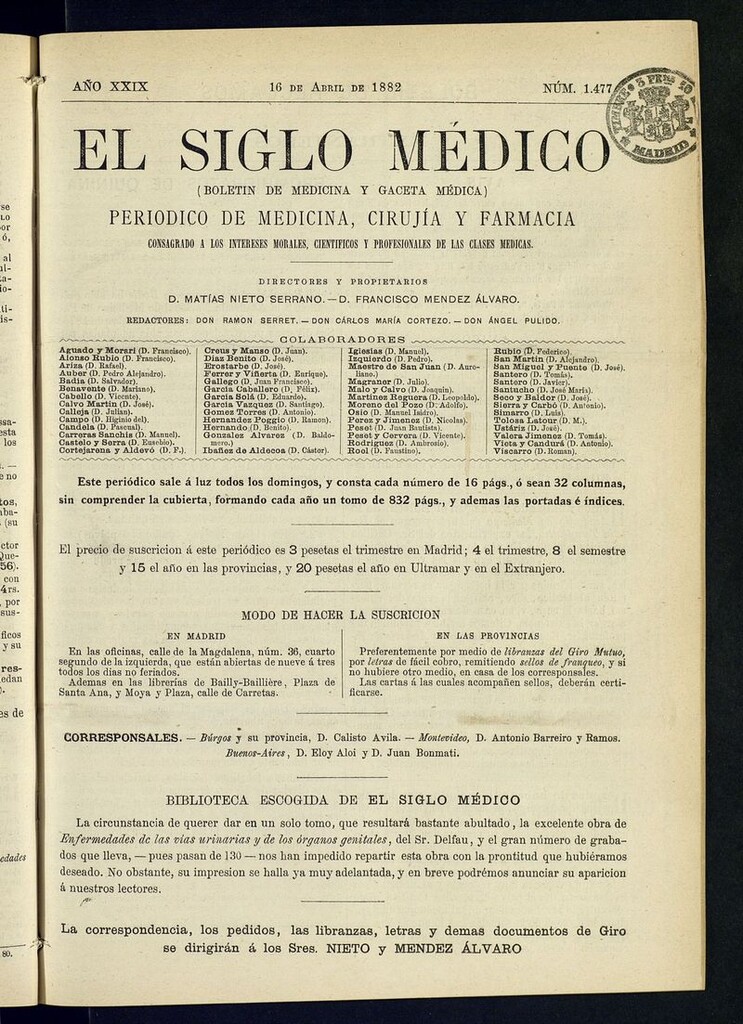 AÑO XXIX
16 DE ABRIL DE 1882
NÚM. 1.477
TIMBRE
MADRID
EL SIGLO MÉDICO
(BOLETIN DE MEDICINA Y GACETA MÉDICA)
PERIODICO DE MEDICINA, CIRUJÍA Y FARMACIA
CONSAGRADO A LOS INTERESES MORALES, CIENTIFICOS Y PROFESIONALES DE LAS CLASES MEDICAS.
DIRECTORES Y PROPIETARIOS
D. MATÍAS NIETO SERRANO.—D. FRANCISCO MENDEZ ÁLVARO.
REDACTORES: DON RAMON SERRET.—DON CÁRLOS MARÍA CORTEZO.—DON ÁNGEL PULIDO.
COLABORADORES
Aguado y Morari (D. Francisco).
Alonso Rubio (D. Francisco).
Ariza (D. Rafael).
Auber (D. Pedro Alejandro).
Badia (D. Salvador).
Benavente (D. Mariano).
Cabello (D. Vicente).
Calvo Martin (D. José).
Calleja (D. Julian).
Campo (D. Higinio del).
Candela (D. Pascual).
Carreras Sanchis (D. Manuel).
Castelo y Serra (D. Eusebio).
Cortejarena y Aldevó (D. F.).
Creus y Manso (D. Juan).
Diaz Benito (D. José).
Erostarbe (D. José).
Ferrer y Viñerta (D. Enrique).
Gallego (D. Juan Francisco).
García Caballero (D. Félix).
García Solá (D. Eduardo).
García Vazquez (D. Santiago).
Gomez Torres (D. Antonio).
Hernandez Poggio (D. Ramon).
Hernando (D. Benito).
Gonzalez Alvarez (D. Baldomero.)
Ibañez de Aldecoa (D. Cástor).
Iglesias (D. Manuel).
Izquierdo (D. Pedro).
Maestro de San Juan (D. Aureliano.)
Magraner (D. Julio).
Malo y Calvo (D. Joaquin).
Martinez Reguera (D. Leopoldo).
Moreno del Pozo (D. Adolfo).
Osio (D. Manuel Isidro).
Perez y Jimenez (D. Nicolas).
Peset (D. Juan Bautista).
Peset y Cervera (D. Vicente).
Rodriguez (D. Ambrosio).
Roel (D. Faustino).
Rubio (D. Federico).
San Martin (D. Alejandro).
San Miguel y Puente (D. José).
Santero (D. Tomás).
Santero (D. Javier).
Santucho (D. José María).
Seco y Baldor (D. José).
Sierra y Carbó (D. Antonio).
Simarro (D. Luis).
Tolosa Latour (D. M.).
Ustáriz (D. José).
Valera Jimenez (D. Tomás).
Vieta y Candurá (D. Antonio).
Viscarro (D. Roman).
Este periódico sale á luz todos los domingos, y consta cada número de 16 págs., ó sean 32 columnas,
sin comprender la cubierta, formando cada año un tomo de 832 págs., y ademas las portadas é índices.
El precio de suscricion á este periódico es 3 pesetas el trimestre en Madrid; 4 el trimestre, 8 el semestre
y 15 el año en las provincias, y 20 pesetas el año en Ultramar y en el Extranjero.
MODO DE HACER LA SUSCRICION
EN MADRID
En las oficinas, calle de la Magdalena, núm. 36, cuarto
segundo de la izquierda, que están abiertas de nueve á tres
todos los dias no feriados.
Ademas en las librerías de Bailly-Baillière, Plaza de
Santa Ana, y Moya y Plaza, calle de Carretas.
EN LAS PROVINCIAS
Preferentemente por medio de libranzas del Giro Mutuo,
por letras de fácil cobro, remitiendo sellos de franqueo, y si
no hubiere otro medio, en casa de los corresponsales.
Las cartas á las cuales acompañen sellos, deberán certificarse.
CORRESPONSALES. — Búrgos y su provincia, D. Calisto Avila. — Montevideo, D. Antonio Barreiro y Ramos.
Buenos-Aires, D. Eloy Aloi y D. Juan Bonmati.
BIBLIOTECA ESCOGIDA DE EL SIGLO MÉDICO
La circunstancia de querer dar en un solo tomo, que resultará bastante abultado, la excelente obra de
Enfermedades de las vias urinarias y de los órganos genitales, del Sr. Delfau, y el gran número de grabados
que lleva, — pues pasan de 130 — nos han impedido repartir esta obra con la prontitud que hubiéramos
deseado. No obstante, su impresion se halla ya muy adelantada, y en breve podrémos anunciar su aparicion
á nuestros lectores.
La correspondencia, los pedidos, las libranzas, letras y demas documentos de Giro
se dirigirán á los Sres. NIETO y MENDEZ ÁLVARO